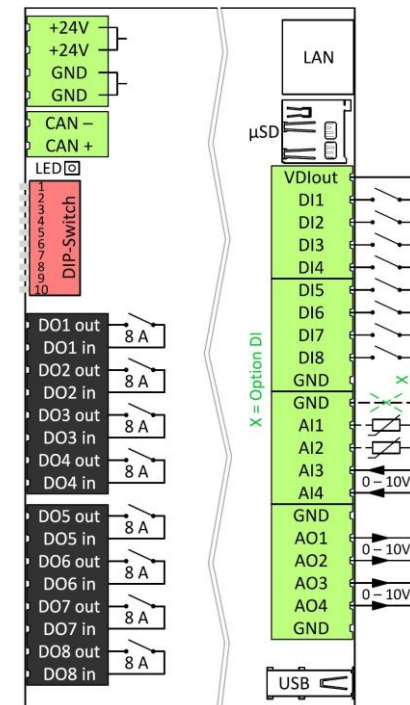 +24V
+24V
GND
GND
CAN –
CAN +
LED
1
2
3
4
5
6
7
8
9
10
DIP-Switch
DO1 out
8 A
DO1 in
DO2 out
8 A
DO2 in
DO3 out
8 A
DO3 in
DO4 out
8 A
DO4 in
DO5 out
8 A
DO5 in
DO6 out
8 A
DO6 in
DO7 out
8 A
DO7 in
DO8 out
8 A
DO8 in
LAN
µSD
VDIout
DI1
DI2
DI3
DI4
DI5
DI6
DI7
DI8
GND
X = Option DI
GND
X
AI1
AI2
AI3
0 – 10V
AI4
GND
AO1
0 – 10V
AO2
AO3
0 – 10V
AO4
GND
USB